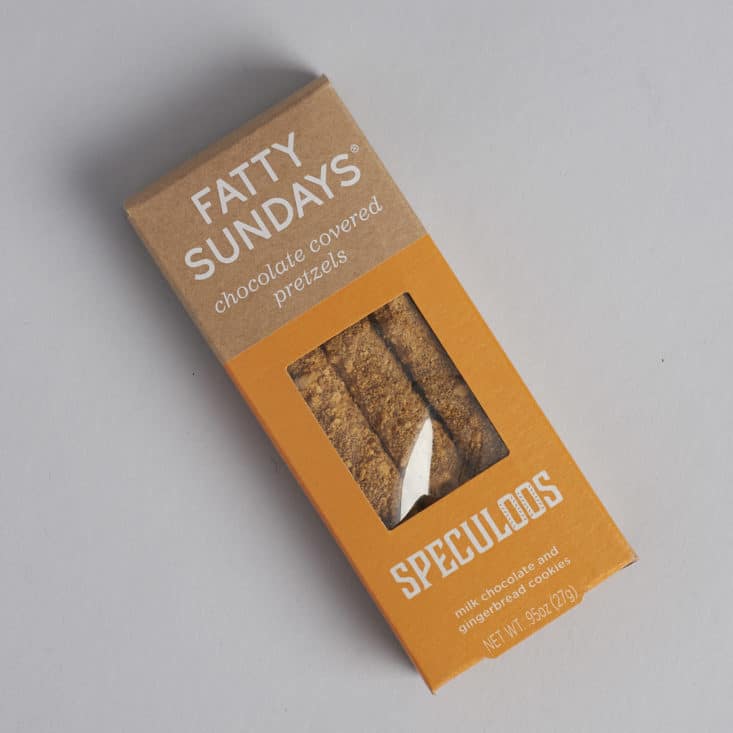 FATTY
SUNDAYS®
chocolate covered
pretzels
SPECULOOS
milk chocolate and
gingerbread cookies
NET WT. .95oz (27g)